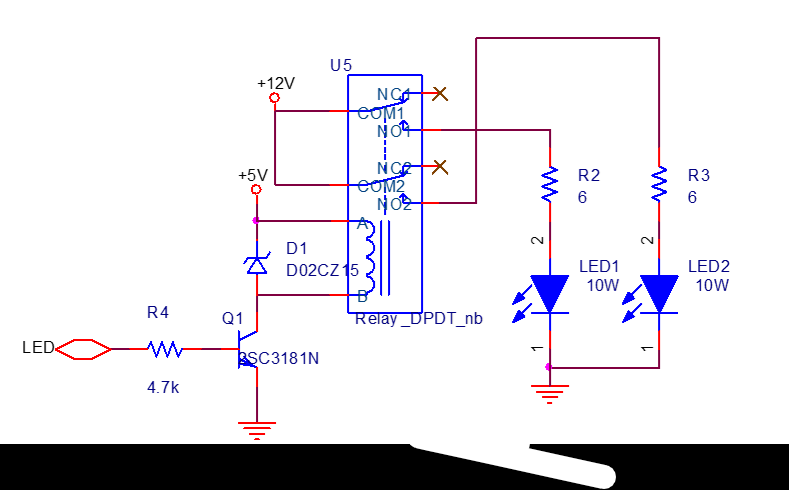 U5
+12V
NC1
COM1
NO1
NC2
+5V
COM2
NO2
R2
6
R3
6
A
D1
D02CZ15
B
2
2
LED1
10W
LED2
10W
R4
Q1
Relay_DPDT_nb
LED
2SC3181N
4.7k
1
1